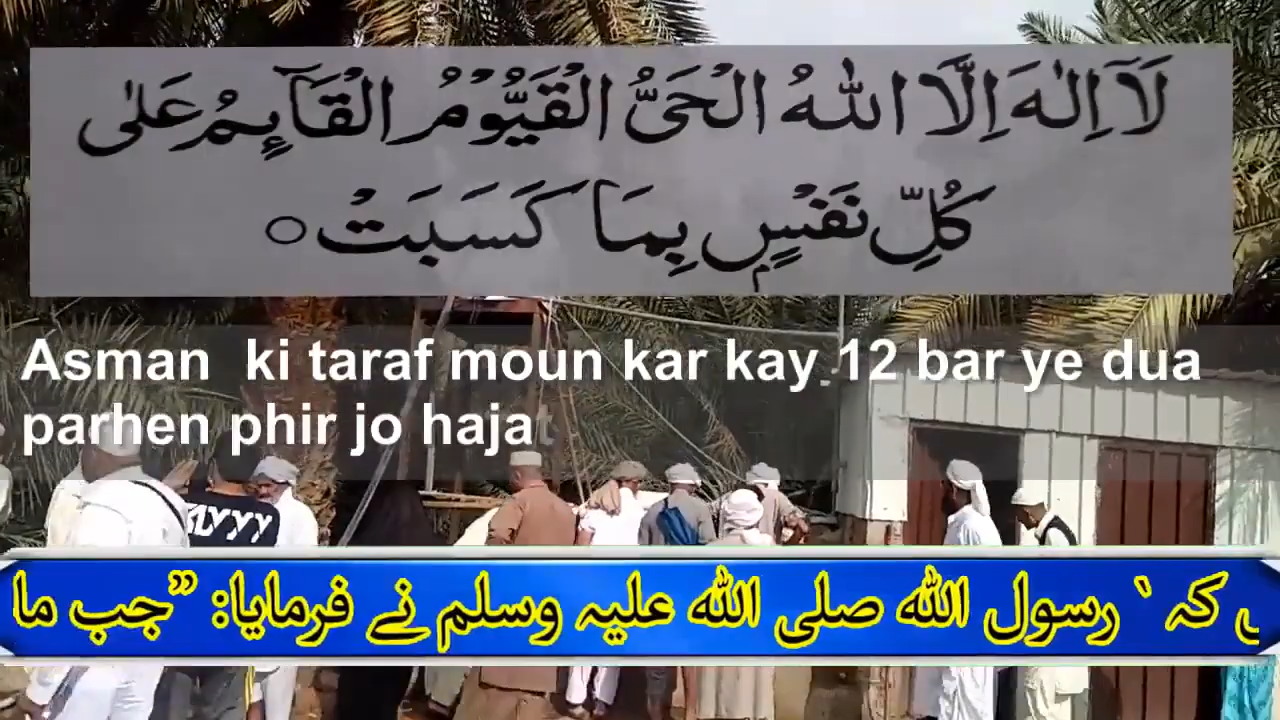 لَآ اِلٰهَ اِلَّا اللّٰهُ الْحَیُّ الْقَیُّوْمُ الْقَآئِمُ عَلٰی
كُلِّ نَفْسٍۭ بِمَا كَسَبَتْ ○
Asman ki taraf moun kar kay 12 bar ye dua
parhen phir jo hajat
کہ ` رسول اللہ صلی اللہ علیہ وسلم نے فرمایا: ”جب ما